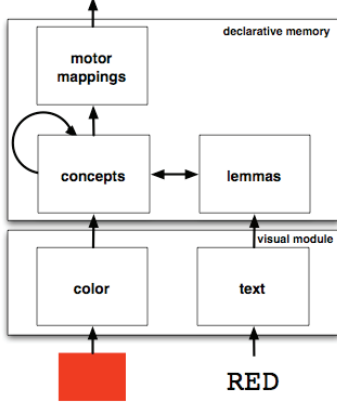 declarative memory
motor
mappings
concepts
lemmas
visual module
color
text
RED